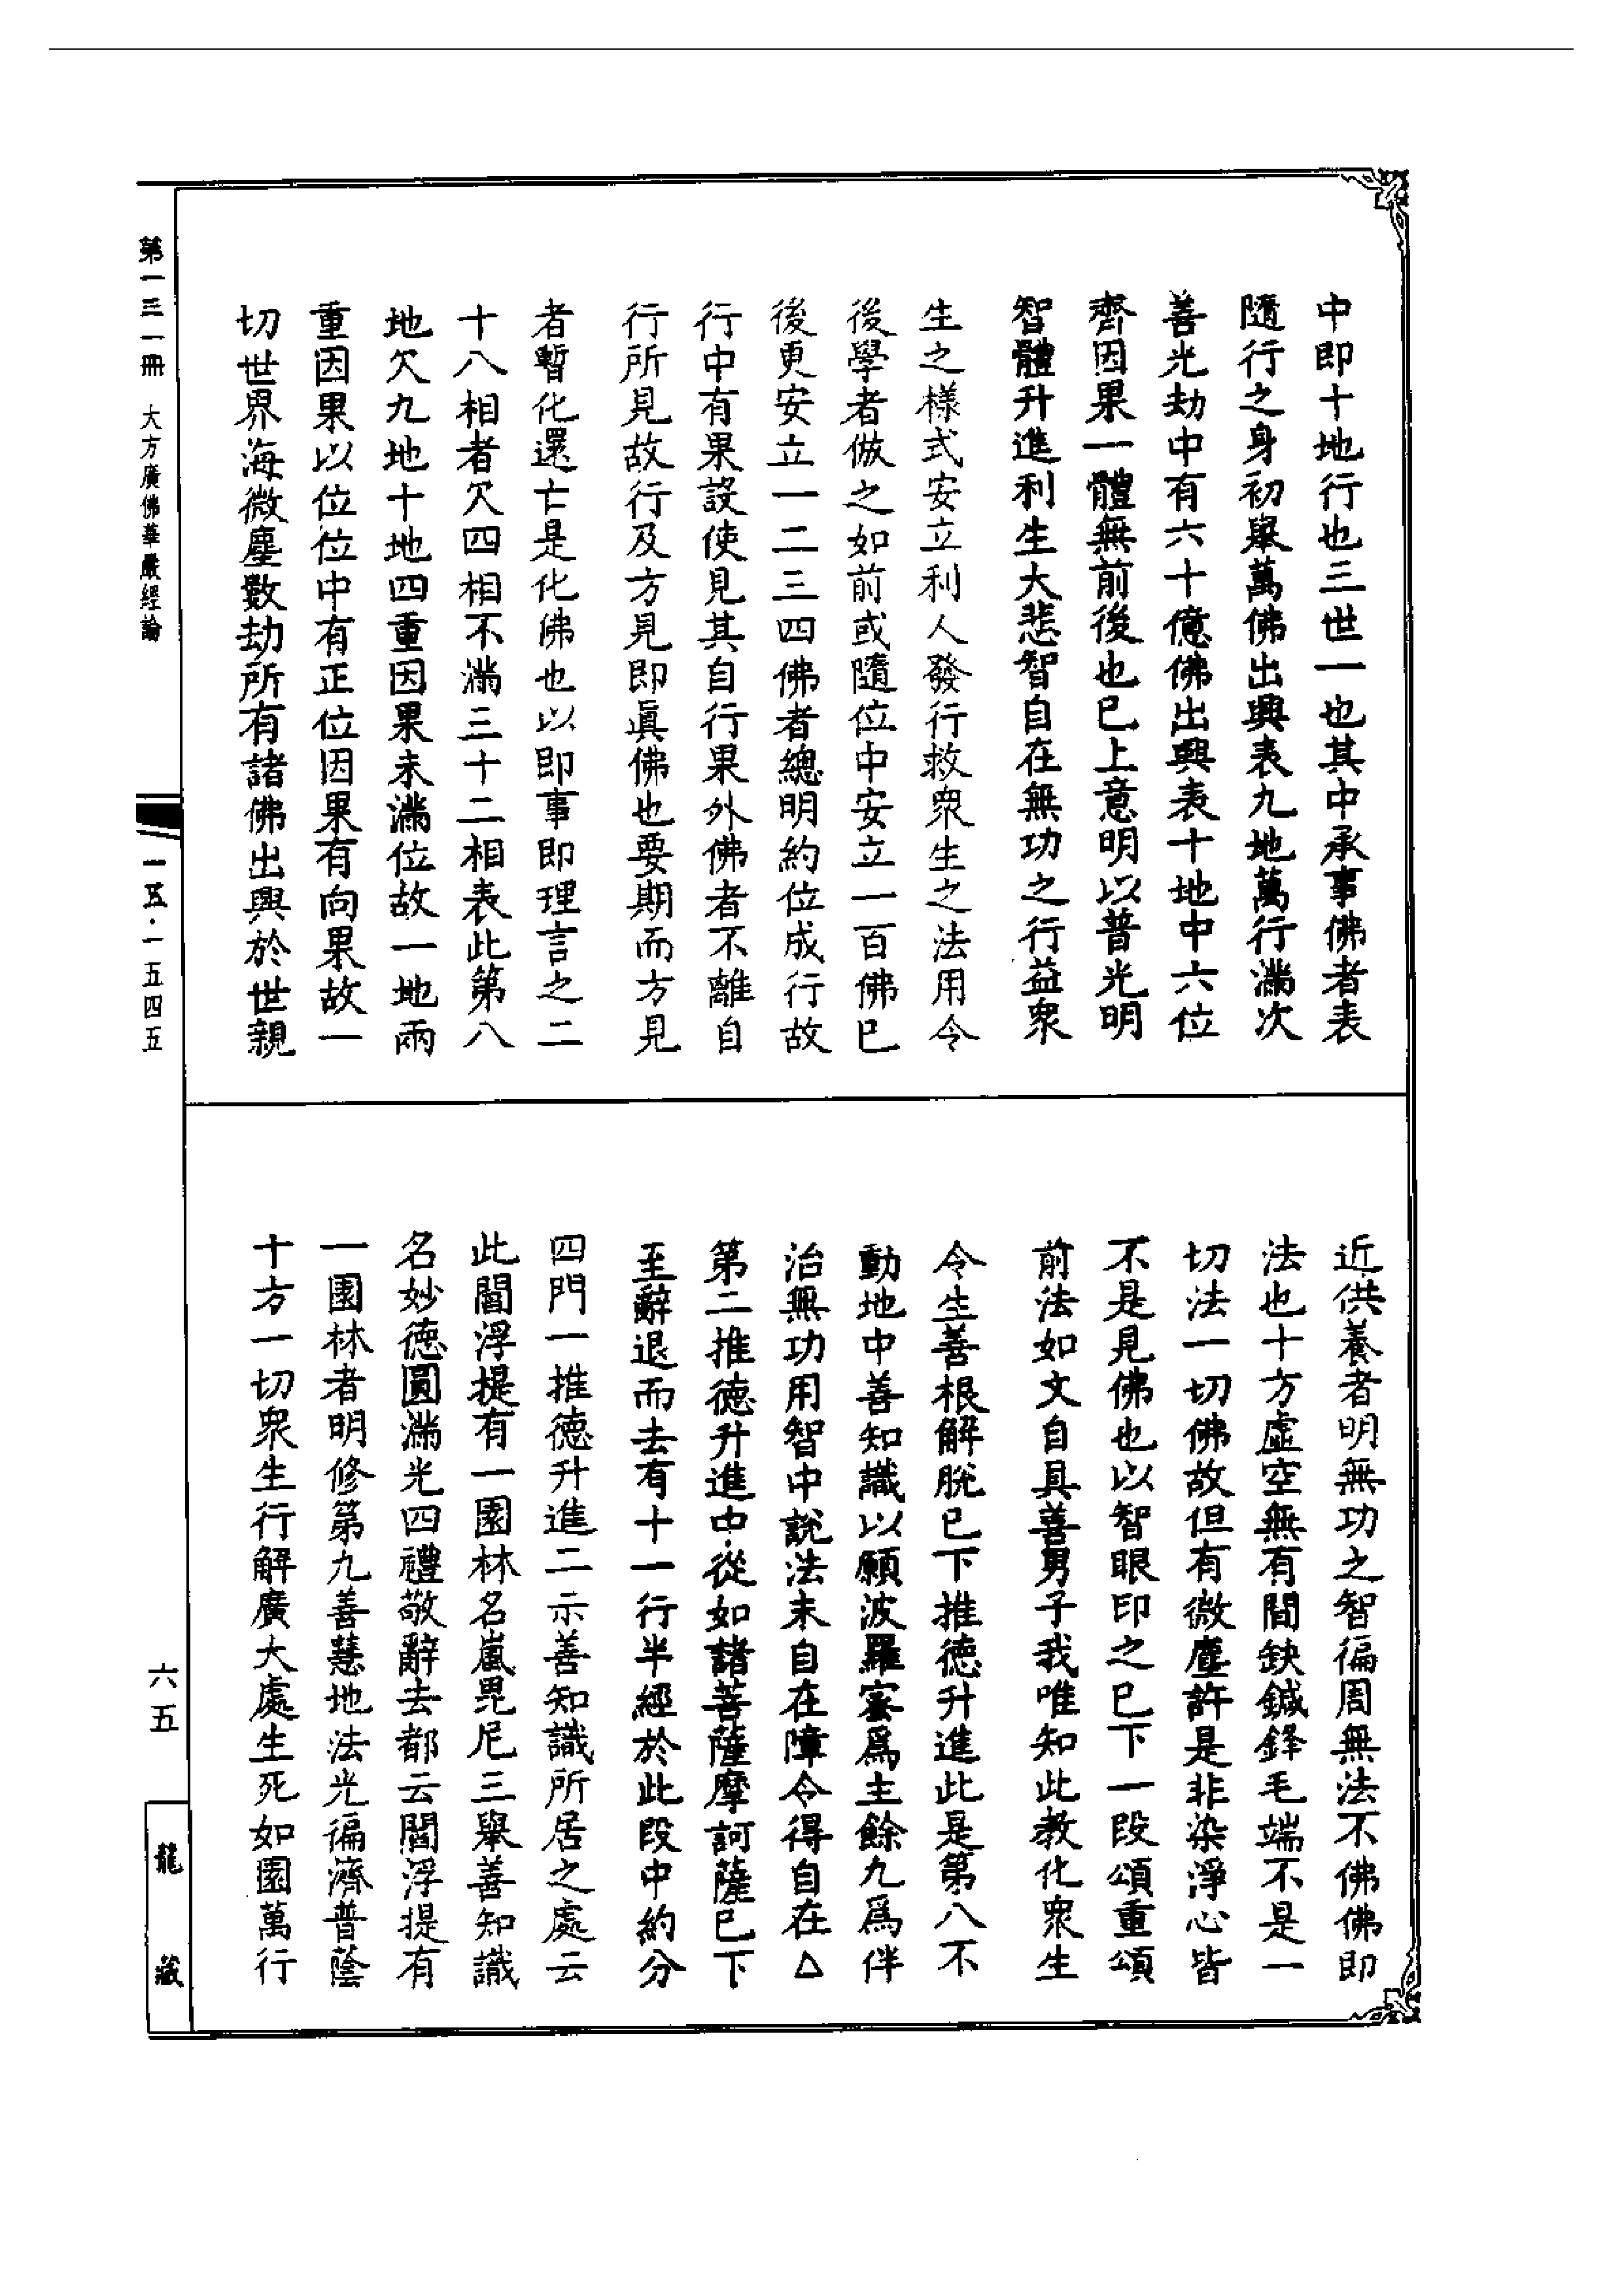 中即十地行也三世一也其中承事佛者表
隨行之身初舉萬佛出興表九地萬行滿次
善光劫中有六十億佛出興表十地中六位
齊因果一體無前後也已上意明以普光明
智體升進利生大悲智自在無功之行益衆
生之樣式安立利人發行救衆生之法用令
後學者倣之如前或隨位中安立一百佛已
後更安立一二三四佛者總明約位成行故
行中有果設使見其自行果外佛者不離自
行所見故行及方見即眞佛也要期而方見
者暫化還亡是化佛也以即事即理言之二
十八相者欠四相不滿三十二相表此第八
地欠九地十地四重因果未滿位故一地兩
重因果以位位中有正位因果有向果故一
切世界海微塵數劫所有諸佛出興於世親
近供養者明無功之智徧周無法不佛佛即
法也十方虛空無有間缺鍼鋒毛端不是一
切法一切佛故但有微塵許是非染淨心皆
不是見佛也以智眼印之已下一段頌重頌
前法如文自具善男子我唯知此教化衆生
令生善根解脫已下推德升進此是第八不
動地中善知識以願波羅蜜爲主餘九爲伴
治無功用智中說法未自在障令得自在△
第二推德升進中從如諸菩薩摩訶薩已下
至辭退而去有十一行半經於此段中約分
四門一推德升進二示善知識所居之處云
此閻浮提有一園林名嵐毘尼三舉善知識
名妙德圓滿光四禮敬辭去都云閻浮提有
一園林者明修第九善慧地法光徧濟普蔭
十方一切衆生行解廣大處生死如園萬行
第一三一冊　大方廣佛華嚴經論
一五·一五四五
六五
龍藏